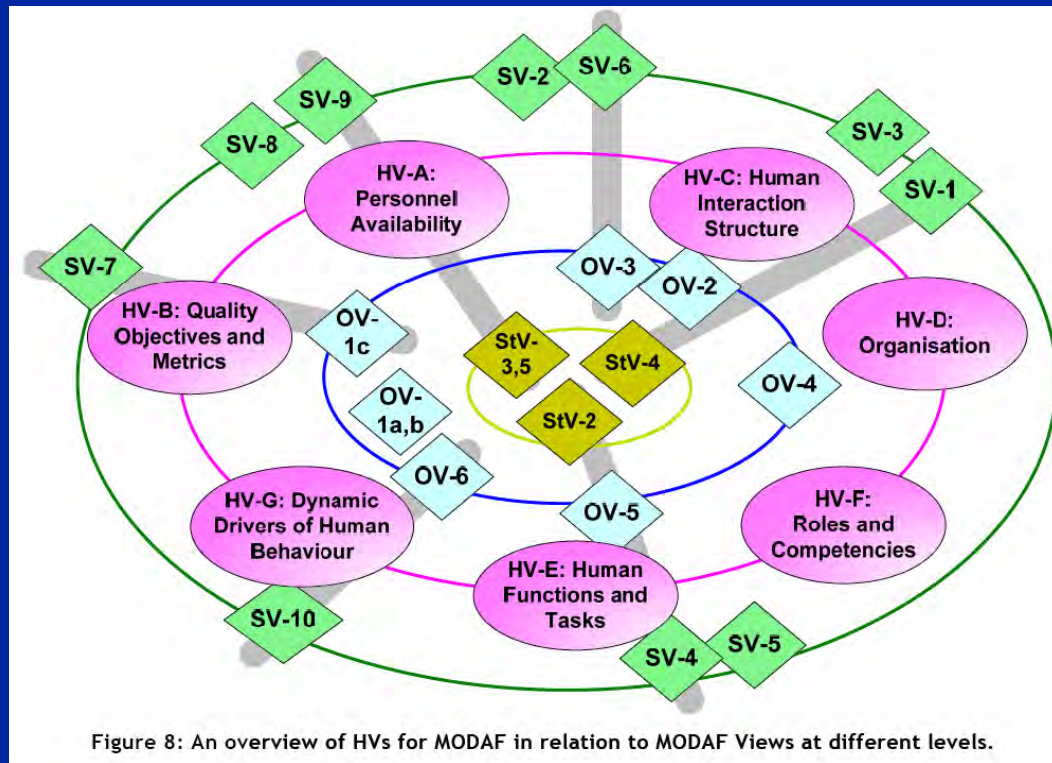 SV-2
SV-6
SV-9
SV-3
SV-8
SV-1
HV-A:
Personnel
Availability
HV-C: Human
Interaction
Structure
SV-7
OV-3
OV-2
HV-B: Quality
Objectives and
Metrics
OV-
1c
StV-
3,5
StV-4
HV-D:
Organisation
OV-4
OV-
1a,b
StV-2
OV-6
OV-5
HV-G: Dynamic
Drivers of Human
Behaviour
HV-F:
Roles and
Competencies
HV-E: Human
Functions and
Tasks
SV-10
SV-4
SV-5
Figure 8: An overview of HVs for MODAF in relation to MODAF Views at different levels.